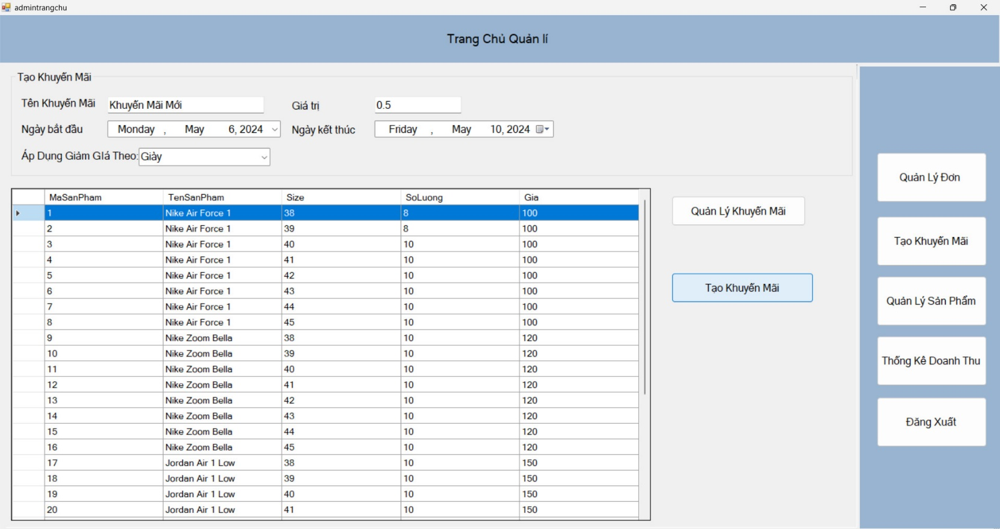 admintrangchu
Trang Chủ Quản lí
Tạo Khuyến Mãi
Tên Khuyến Mãi Khuyến Mãi Mới Giá trị 0.5
Ngày bắt đầu Monday , May 6, 2024 Ngày kết thúc Friday , May 10, 2024
Áp Dụng Giảm GIá Theo: Giày
MaSanPham TenSanPham Size SoLuong Gia
1 Nike Air Force 1 38 8 100
2 Nike Air Force 1 39 8 100
3 Nike Air Force 1 40 10 100
4 Nike Air Force 1 41 10 100
5 Nike Air Force 1 42 10 100
6 Nike Air Force 1 43 10 100
7 Nike Air Force 1 44 10 100
8 Nike Air Force 1 45 10 100
9 Nike Zoom Bella 38 10 120
10 Nike Zoom Bella 39 10 120
11 Nike Zoom Bella 40 10 120
12 Nike Zoom Bella 41 10 120
13 Nike Zoom Bella 42 10 120
14 Nike Zoom Bella 43 10 120
15 Nike Zoom Bella 44 10 120
16 Nike Zoom Bella 45 10 120
17 Jordan Air 1 Low 38 10 150
18 Jordan Air 1 Low 39 10 150
19 Jordan Air 1 Low 40 10 150
20 Jordan Air 1 Low 41 10 150
Quản Lý Khuyến Mãi
Tạo Khuyến Mãi
Quản Lý Đơn
Tạo Khuyến Mãi
Quản Lý Sản Phẩm
Thống Kê Doanh Thu
Đăng Xuất